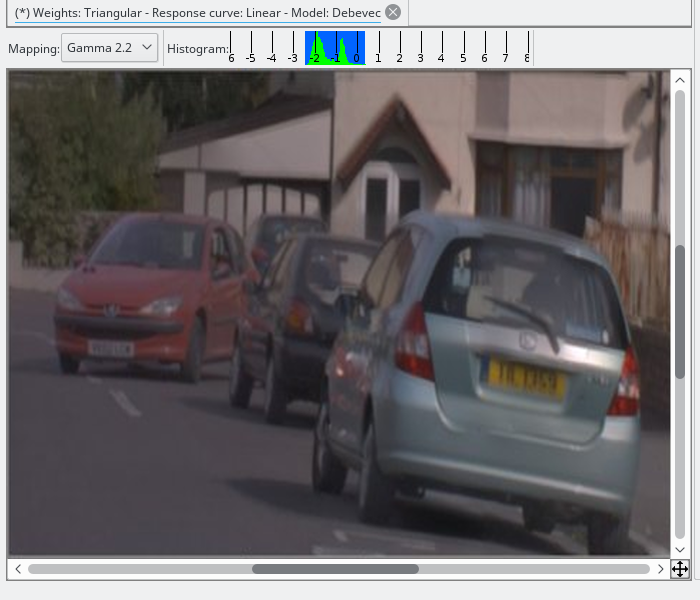 (*) Weights: Triangular - Response curve: Linear - Model: Debevec
Mapping: Gamma 2.2 Histogram: 6 -5 -4 -3 -2 -1 0 1 2 3 4 5 6 7 8